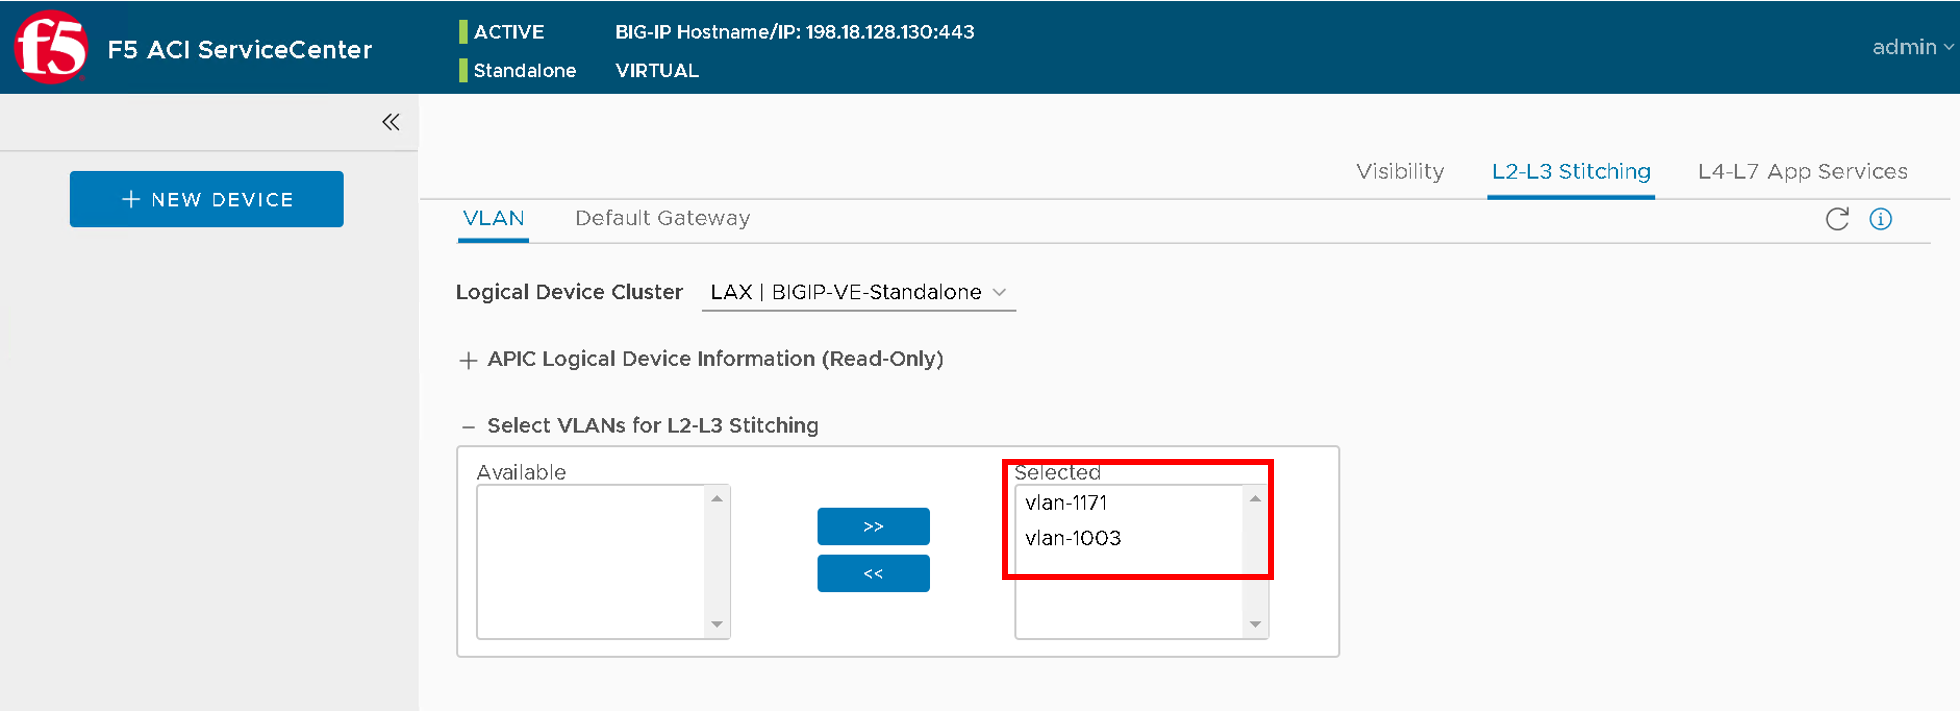 f5
F5 ACI ServiceCenter
ACTIVE
BIG-IP Hostname/IP: 198.18.128.130:443
Standalone
VIRTUAL
admin
+ NEW DEVICE
Visibility
L2-L3 Stitching
L4-L7 App Services
VLAN
Default Gateway
Logical Device Cluster
LAX | BIGIP-VE-Standalone
+ APIC Logical Device Information (Read-Only)
– Select VLANs for L2-L3 Stitching
Available
Selected
vlan-1171
vlan-1003
>>
<<